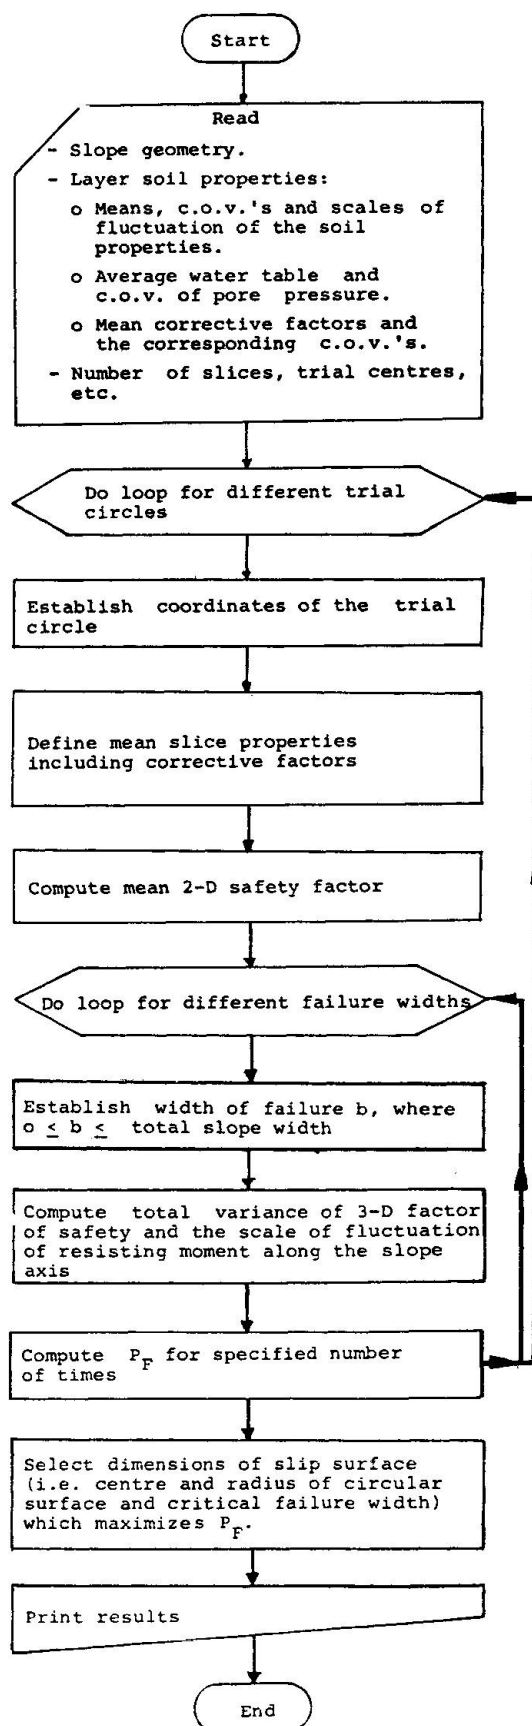 Start
Read
- Slope geometry.
- Layer soil properties:
o Means, c.o.v.'s and scales of
fluctuation of the soil
properties.
o Average water table and
c.o.v. of pore pressure.
o Mean corrective factors and
the corresponding c.o.v.'s.
- Number of slices, trial centres,
etc.
Do loop for different trial
circles
Establish coordinates of the trial
circle
Define mean slice properties
including corrective factors
Compute mean 2-D safety factor
Do loop for different failure widths
Establish width of failure b, where
o ≤ b ≤ total slope width
Compute total variance of 3-D factor
of safety and the scale of fluctuation
of resisting moment along the slope
axis
Compute P_F for specified number
of times
Select dimensions of slip surface
(i.e. centre and radius of circular
surface and critical failure width)
which maximizes P_F.
Print results
End